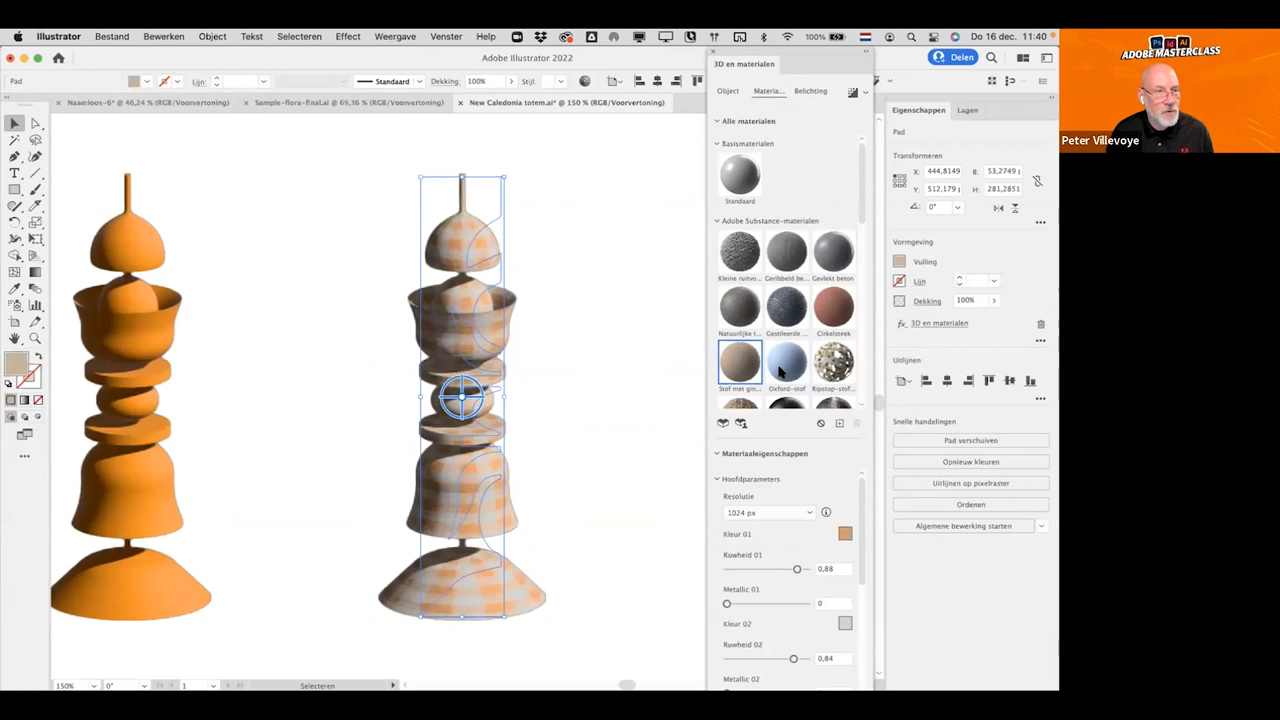 Illustrator Bestand Bewerken Object Tekst Selecteren Effect Weergave Venster Help 100% Do 16 dec. 11:40
Adobe Illustrator 2022
Delen
Pad Lijn: Standaard Dekking: 100% Stijl:
Naamloos-6* @ 46,24 % (RGB/Voorvertoning)
Sample-flora-final.ai @ 69,36 % (RGB/Voorvertoning)
New Caledonia totem.ai* @ 150 % (RGB/Voorvertoning)
3D en materialen
Object Materia... Belichting
Alle materialen
Basismaterialen
Standaard
Adobe Substance-materialen
Kleine ruitvo... Geribbeld be... Gevlekt beton
Natuurlijke t... Gestileerde ... Cirkelsteek
Stof met gin... Oxford-stof Ripstop-stof...
Materiaaleigenschappen
Hoofdparameters
Resolutie
1024 px
Kleur 01
Ruwheid 01
0,88
Metallic 01
0
Kleur 02
Ruwheid 02
0,84
Metallic 02
Eigenschappen Lagen
Pad
Transformeren
X: 444,8149 B: 53,2749
Y: 512,179 H: 281,2851
0°
Vormgeving
Vulling
Lijn
Dekking 100%
fx. 3D en materialen
Uitlijnen
Snelle handelingen
Pad verschuiven
Opnieuw kleuren
Uitlijnen op pixelraster
Ordenen
Algemene bewerking starten
150% 0° 1 Selecteren
Ps Id Ai
ADOBE MASTERCLASS
Peter Villevoye